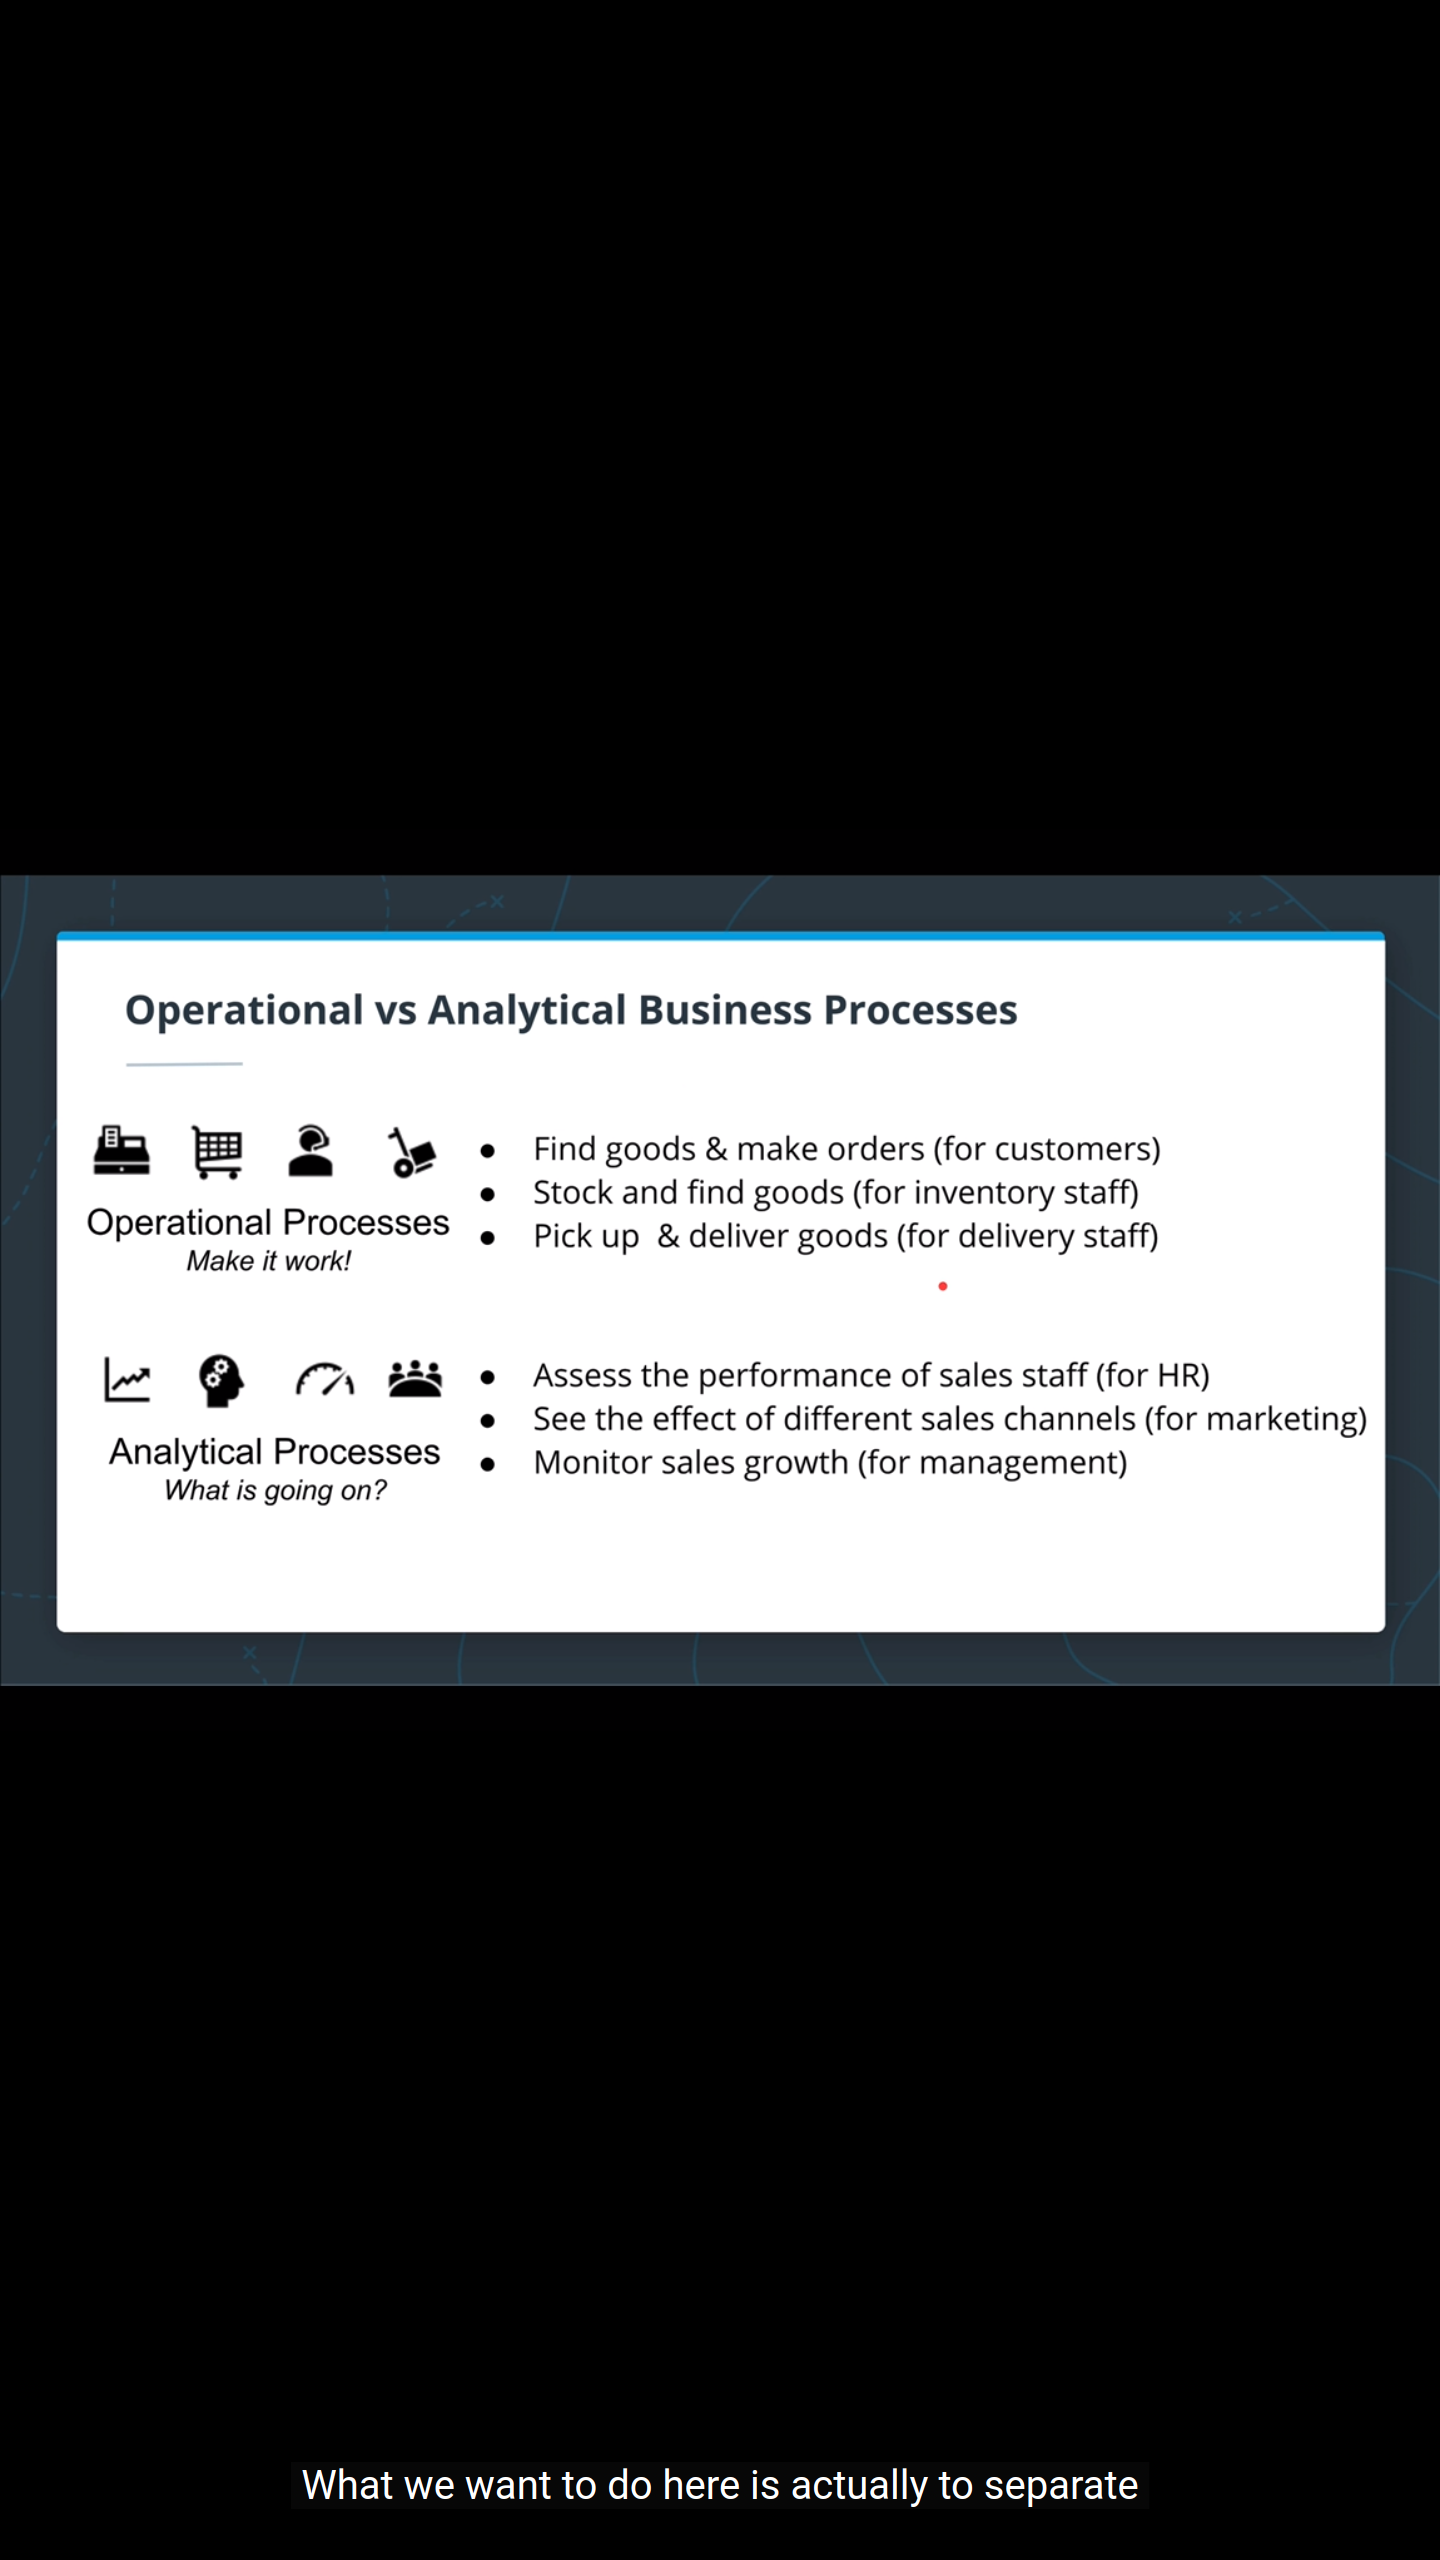 Operational vs Analytical Business Processes
Operational Processes
Make it work!
● Find goods & make orders (for customers)
● Stock and find goods (for inventory staff)
● Pick up  & deliver goods (for delivery staff)
Analytical Processes
What is going on?
● Assess the performance of sales staff (for HR)
● See the effect of different sales channels (for marketing)
● Monitor sales growth (for management)
What we want to do here is actually to separate